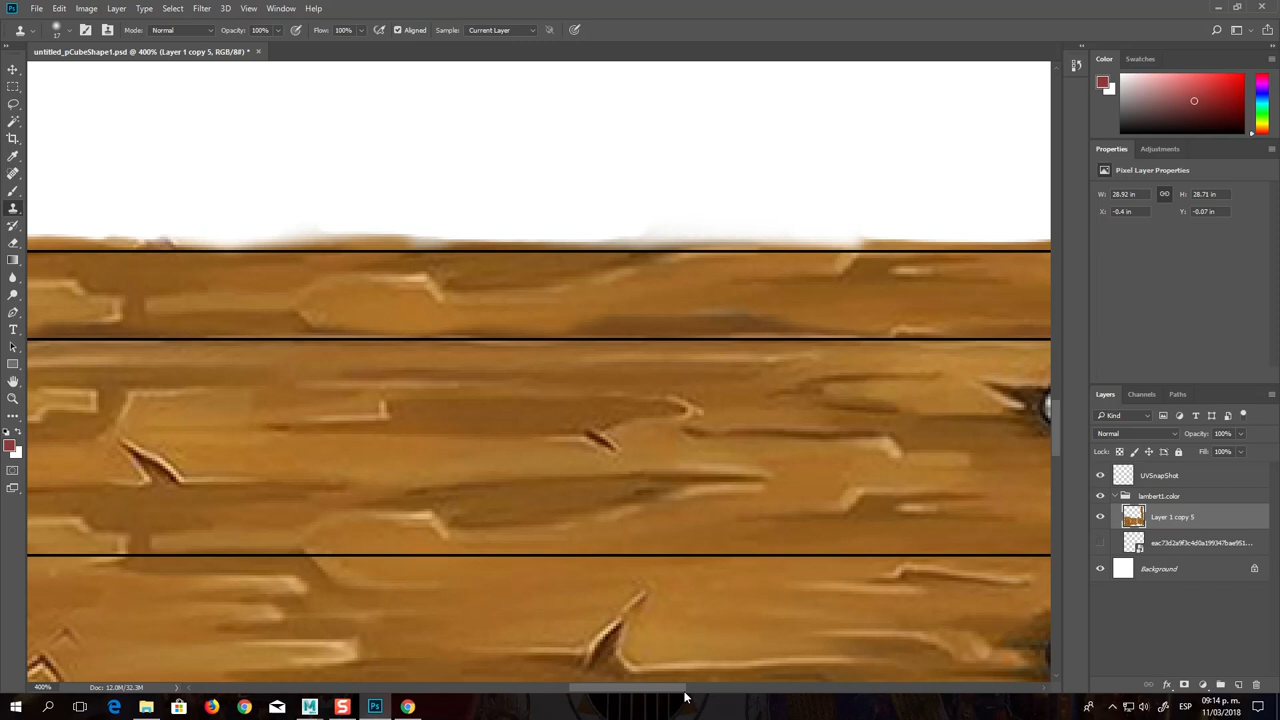 File Edit Image Layer Type Select Filter 3D View Window Help
17 Mode: Normal Opacity: 100% Flow: 100% Aligned Sample: Current Layer
untitled_pCubeShape1.psd @ 400% (Layer 1 copy 5, RGB/8#) *
Color Swatches
Properties Adjustments
Pixel Layer Properties
W: 28.92 in H: 28.71 in
X: -0.4 in Y: -0.07 in
Layers Channels Paths
Kind
Normal Opacity: 100%
Lock: Fill: 100%
UVSnapShot
lambert1.color
Layer 1 copy 5
eac73d2a9f3c4d0a199347bae951...
Background
400% Doc: 12.0M/32.3M
ESP 09:14 p. m.
11/03/2018